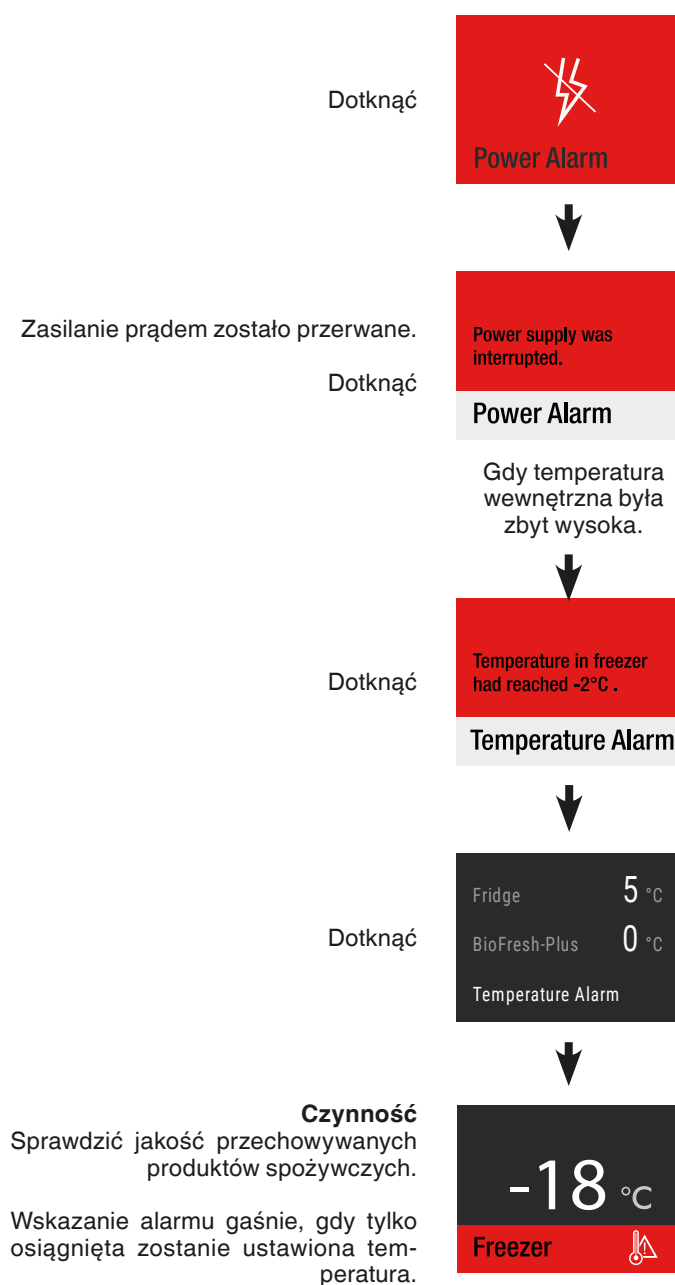 Dotknąć
Power Alarm
Zasilanie prądem zostało przerwane.
Dotknąć
Power supply was
interrupted.
Power Alarm
Gdy temperatura
wewnętrzna była
zbyt wysoka.
Dotknąć
Temperature in freezer
had reached -2°C .
Temperature Alarm
Dotknąć
Fridge 5 °C
BioFresh-Plus 0 °C
Temperature Alarm
Czynność
Sprawdzić jakość przechowywanych
produktów spożywczych.
Wskazanie alarmu gaśnie, gdy tylko
osiągnięta zostanie ustawiona tem-
peratura.
-18 °C
Freezer